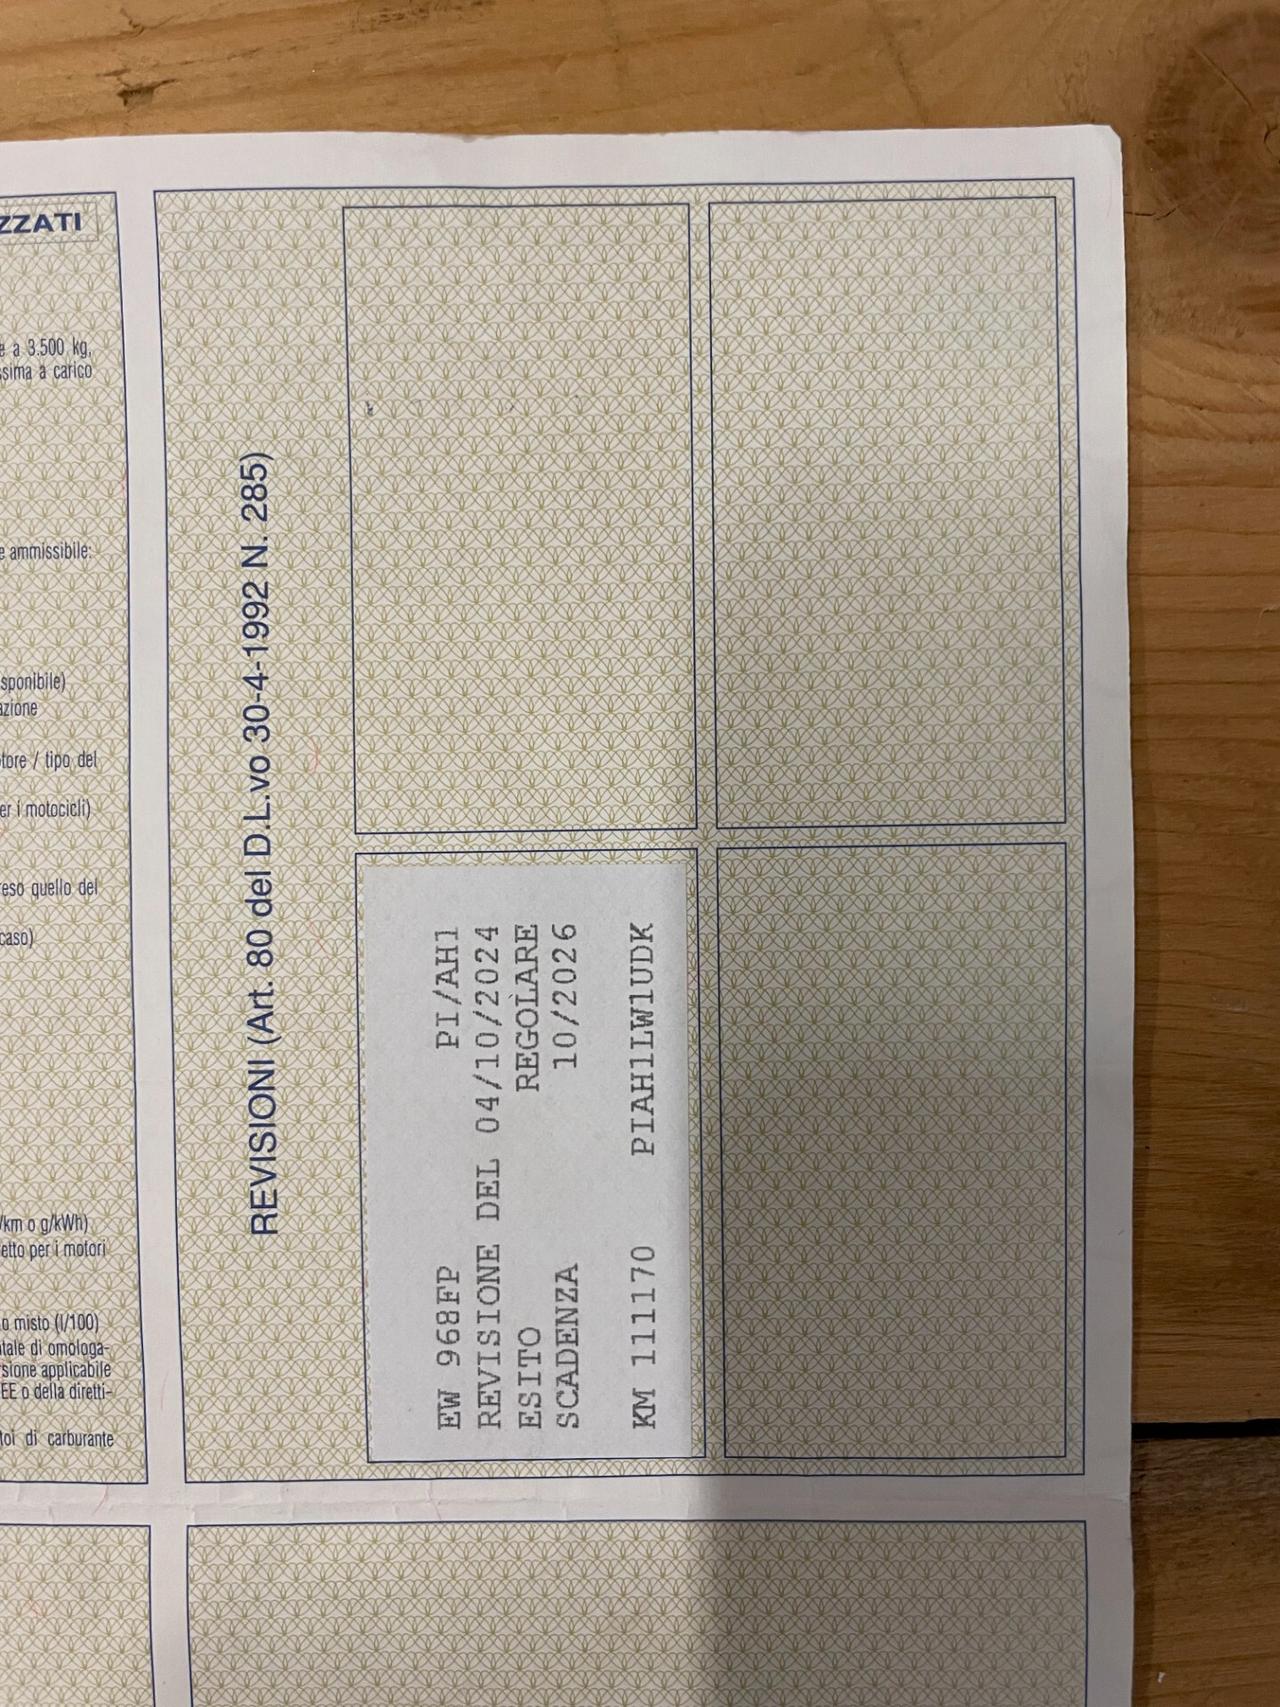 ZZATI
e a 3.500 kg,
ssima a carico
e ammissibile:
sponibile)
azione
tore / tipo del
er i motocicli)
reso quello del
caso)
/km o g/kWh)
etto per i motori
o misto (l/100)
tale di omologa-
sione applicabile
EE o della diretti-
toi di carburante
REVISIONI (Art. 80 del D.L.vo 30-4-1992 N. 285)
EW 968FP PI/AH1
REVISIONE DEL 04/10/2024
ESITO REGOLARE
SCADENZA 10/2026
KM 111170 PIAH1LW1UDK